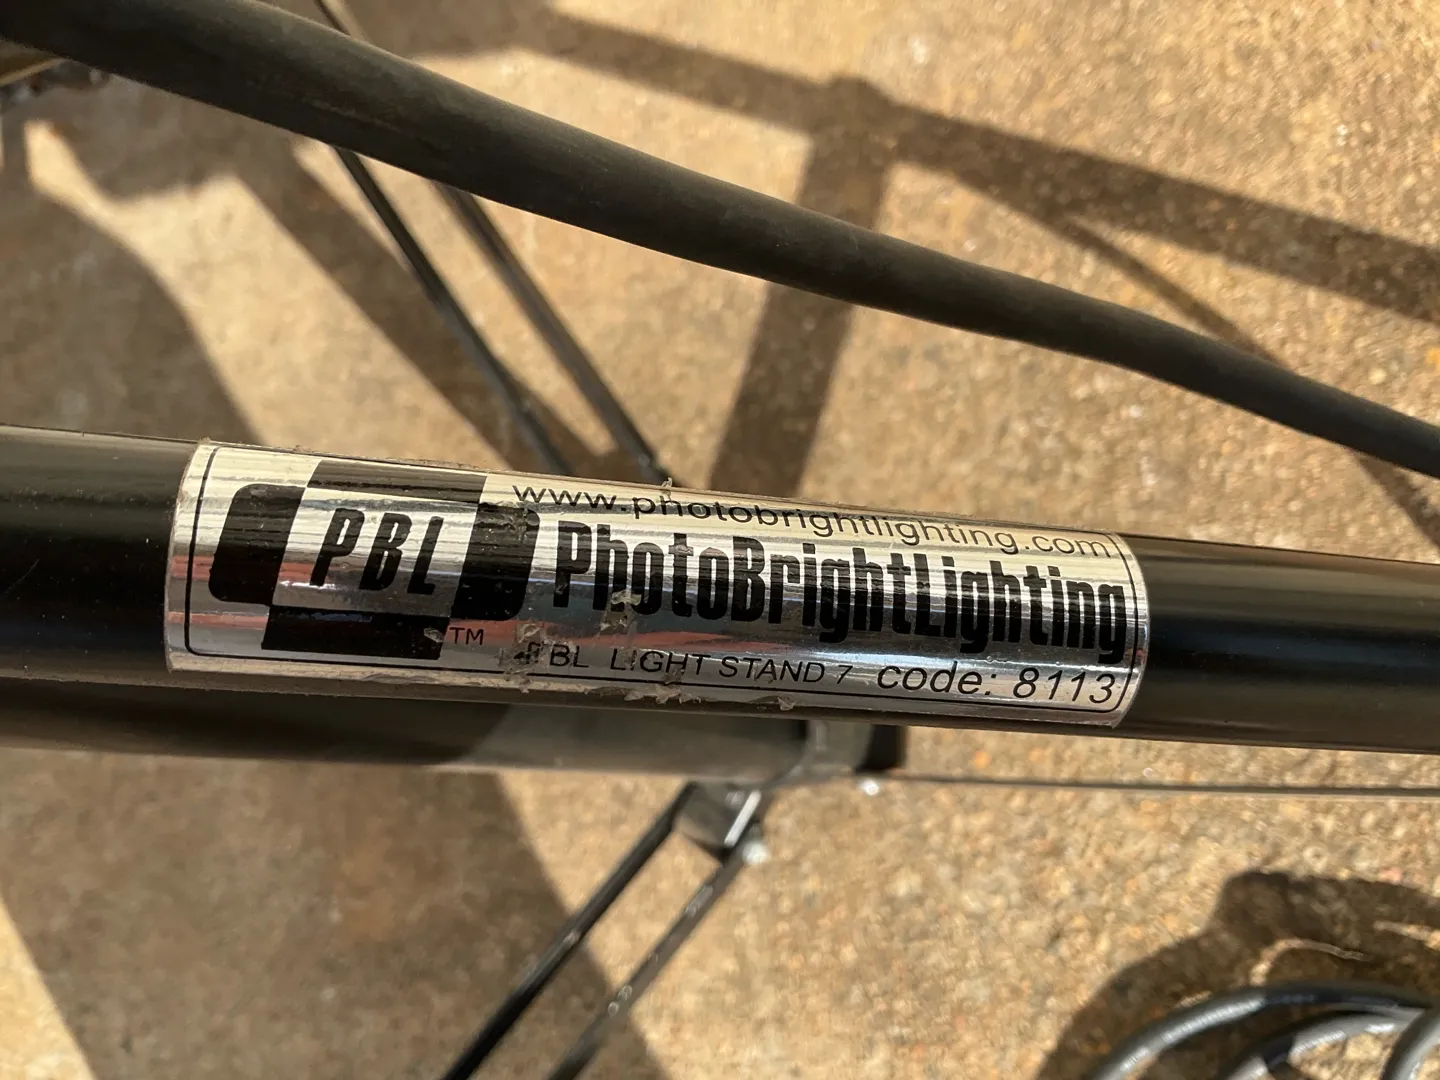 PBL
TM
www.photobrightlighting.com
PhotoBrightLighting
PBL LIGHT STAND 7 code: 8113